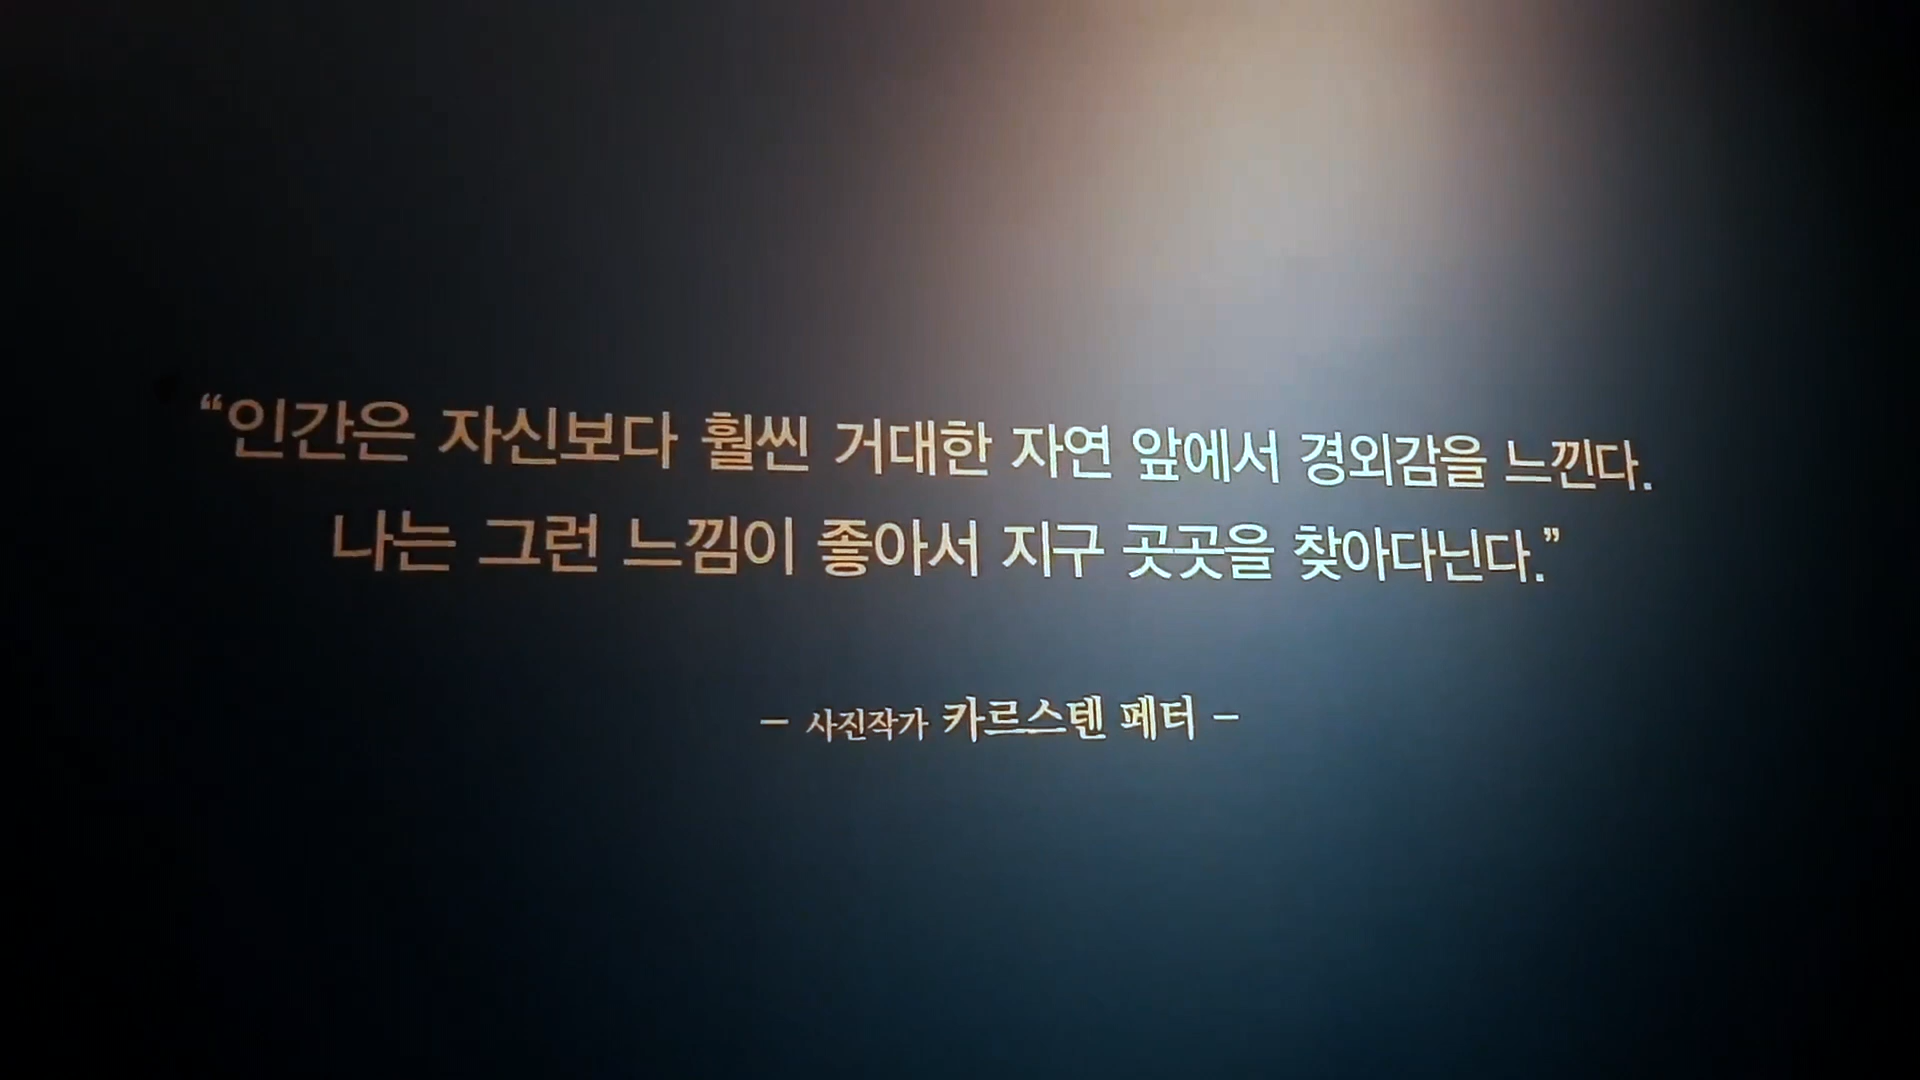 “인간은 자신보다 훨씬 거대한 자연 앞에서 경외감을 느낀다.
나는 그런 느낌이 좋아서 지구 곳곳을 찾아다닌다.”
– 사진작가 카르스텐 페터 –